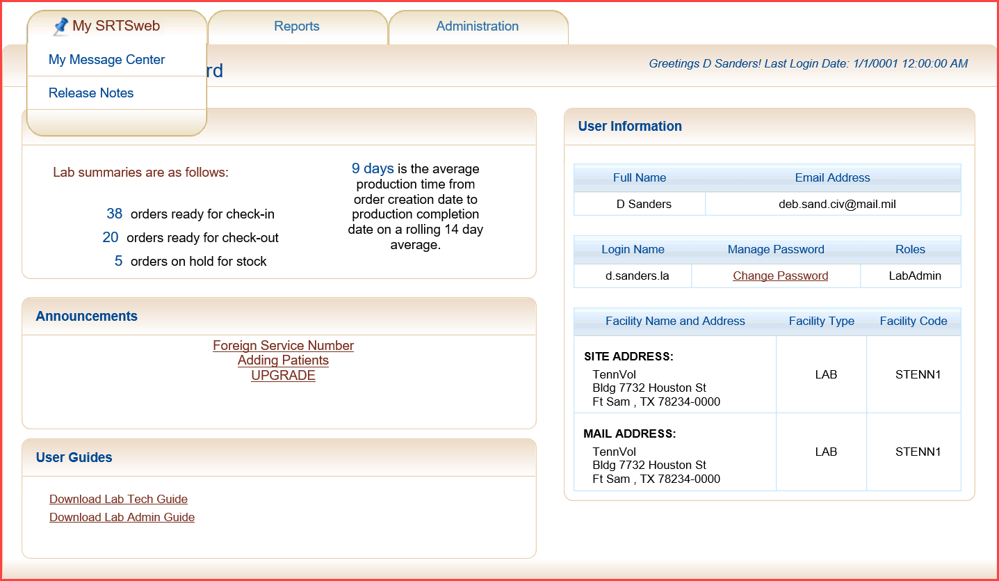 My SRTSweb
Reports
Administration
My Message Center
Release Notes
rd
Greetings D Sanders! Last Login Date: 1/1/0001 12:00:00 AM
Lab summaries are as follows:
38 orders ready for check-in
20 orders ready for check-out
5 orders on hold for stock
9 days is the average
production time from
order creation date to
production completion
date on a rolling 14 day
average.
Announcements
Foreign Service Number
Adding Patients
UPGRADE
User Guides
Download Lab Tech Guide
Download Lab Admin Guide
User Information
Full Name Email Address
D Sanders deb.sand.civ@mail.mil
Login Name Manage Password Roles
d.sanders.la Change Password LabAdmin
Facility Name and Address Facility Type Facility Code
SITE ADDRESS:
TennVol
Bldg 7732 Houston St
Ft Sam , TX 78234-0000
LAB STENN1
MAIL ADDRESS:
TennVol
Bldg 7732 Houston St
Ft Sam , TX 78234-0000
LAB STENN1